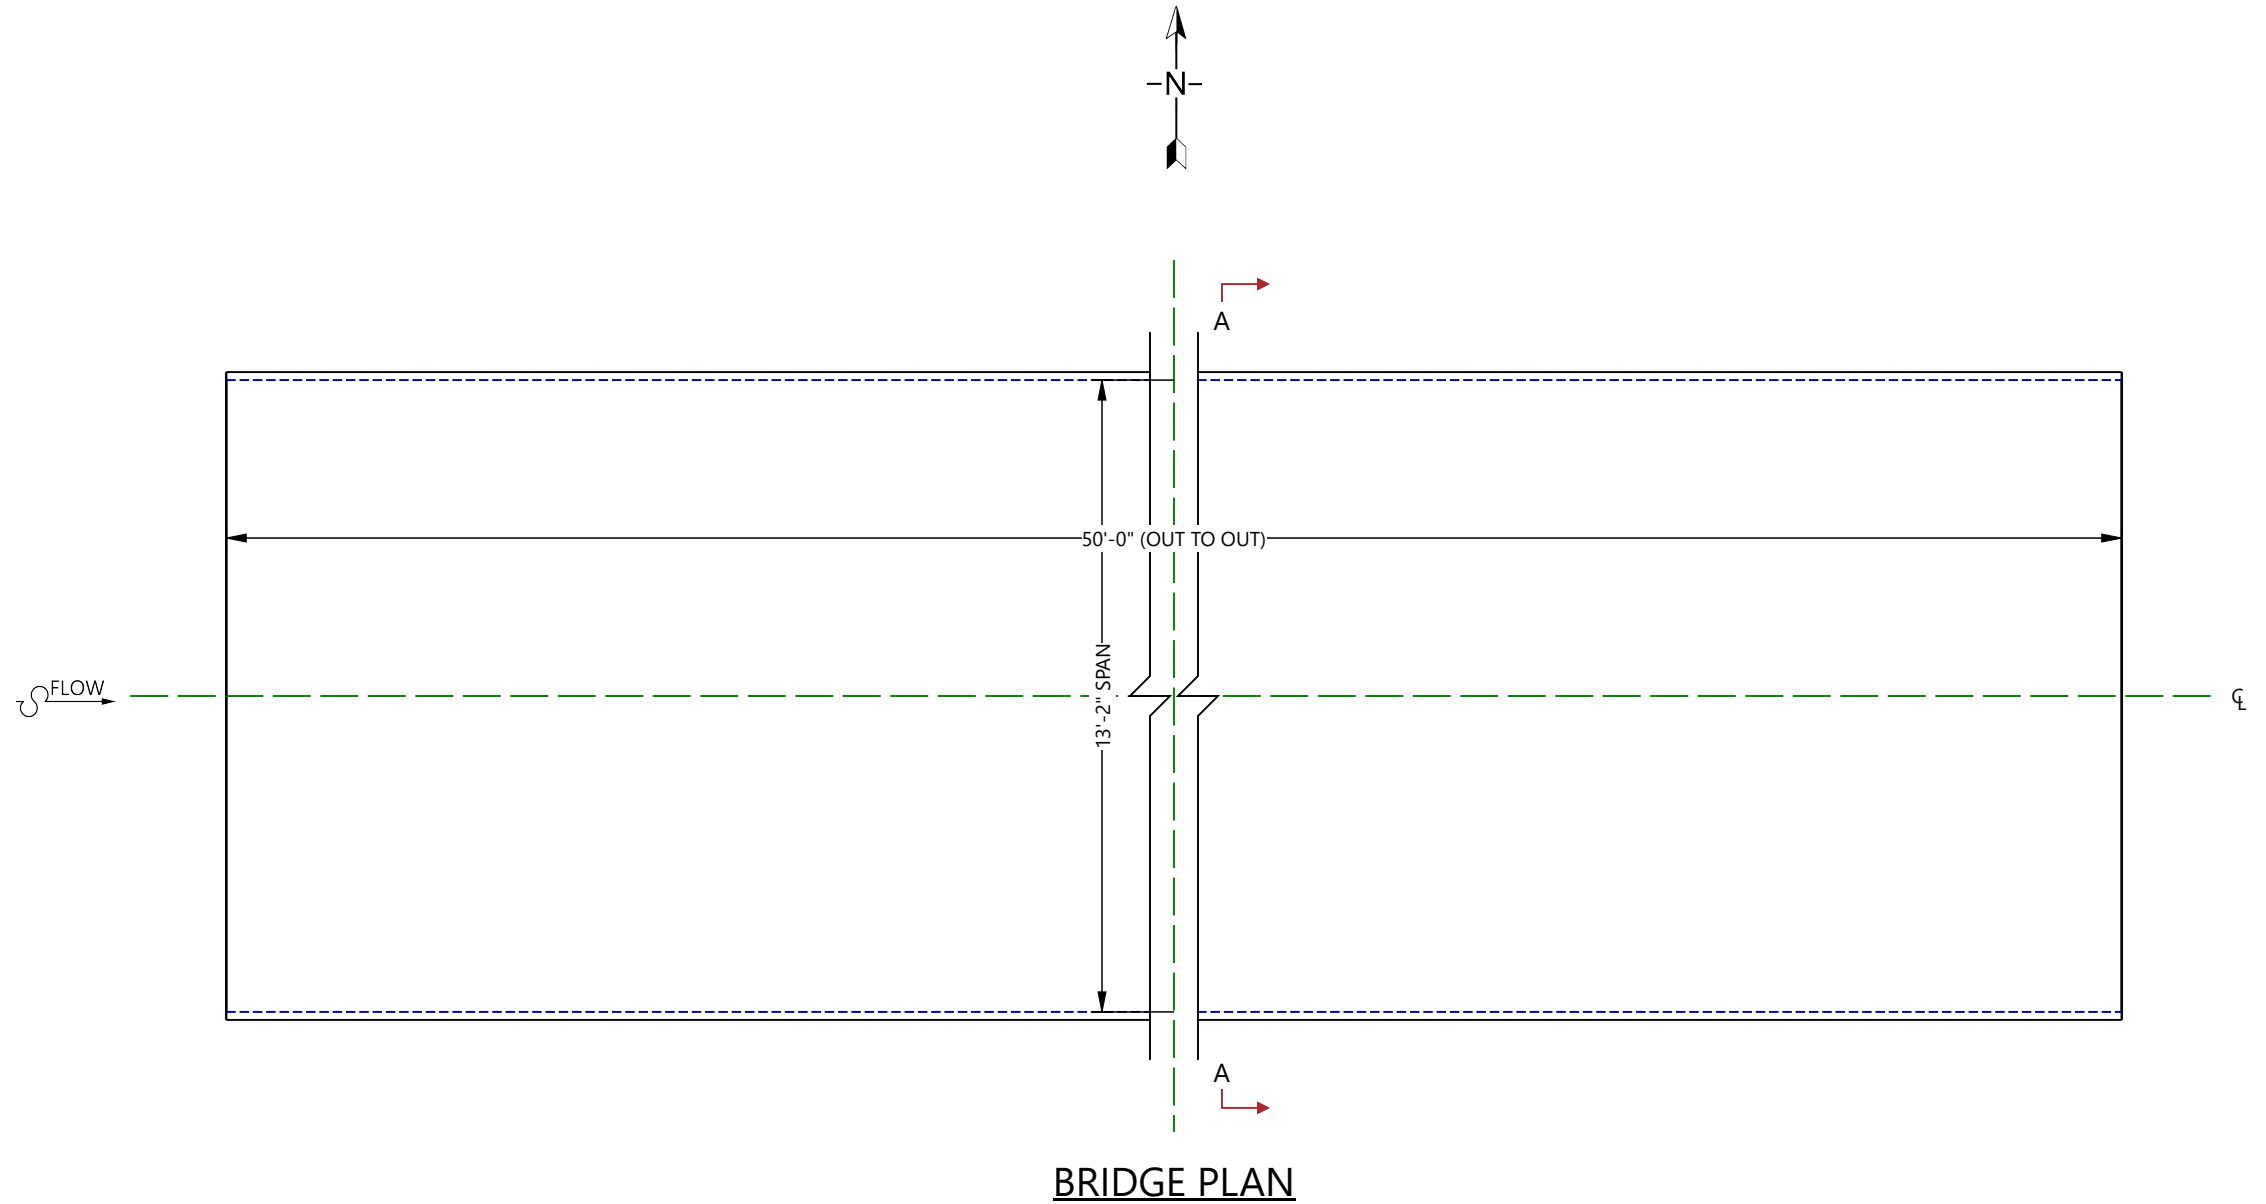 -N-
A
50'-0" (OUT TO OUT)
13'-2" SPAN
FLOW
℄
A
BRIDGE PLAN